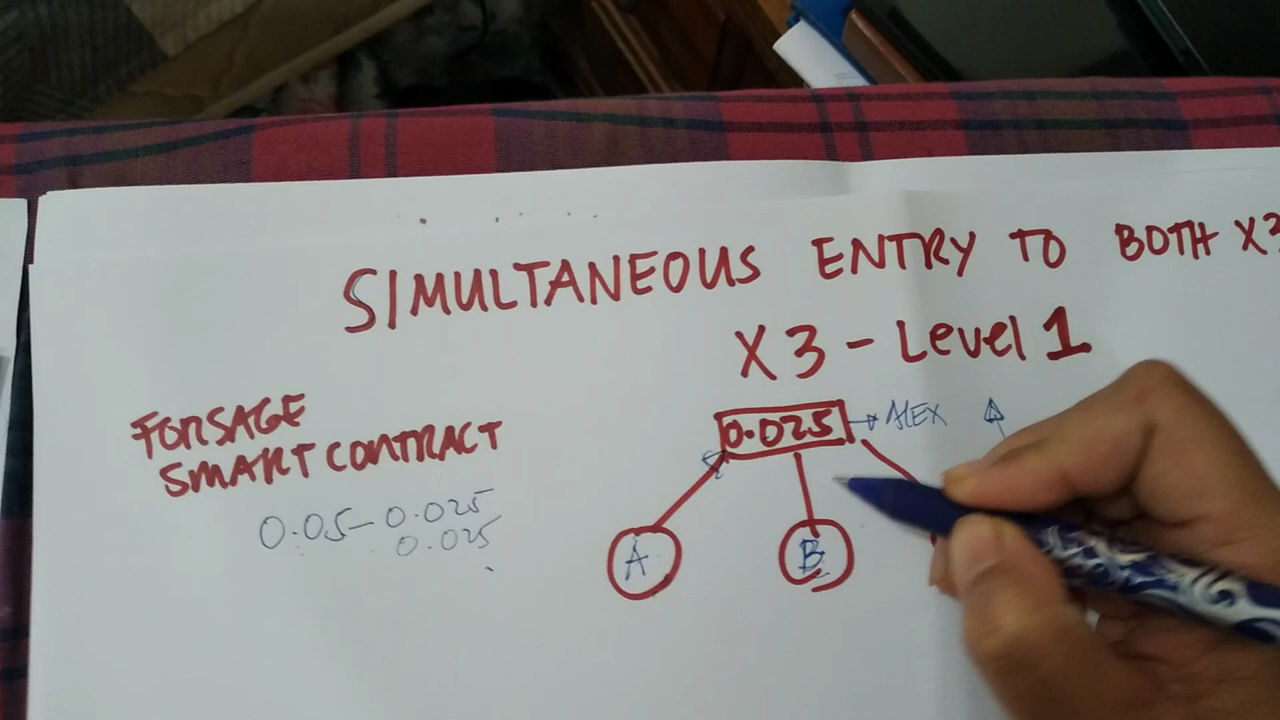 SIMULTANEOUS ENTRY TO BOTH X3
X3 - Level 1
FORSAGE
SMART CONTRACT
0.05 - 0.025
0.025
0.025 → ALEX
A B